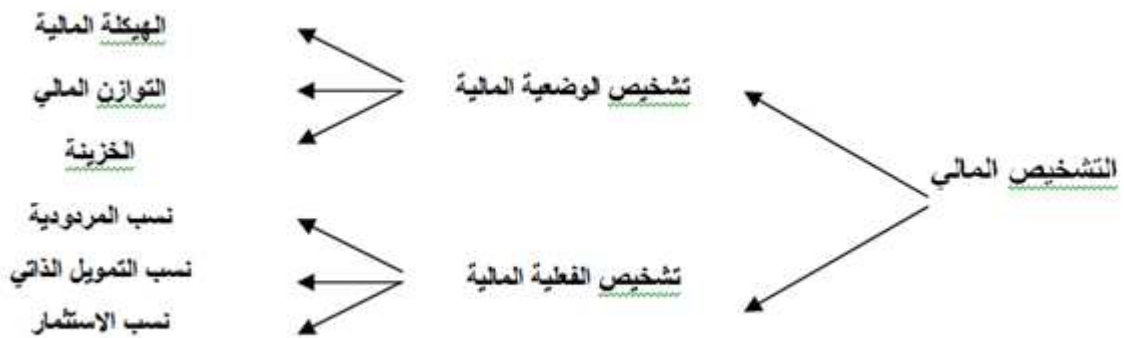 التشخيص المالي
تشخيص الوضعية المالية
الهيكلة المالية
التوازن المالي
الخزينة
تشخيص الفعلية المالية
نسب المردودية
نسب التمويل الذاتي
نسب الاستثمار